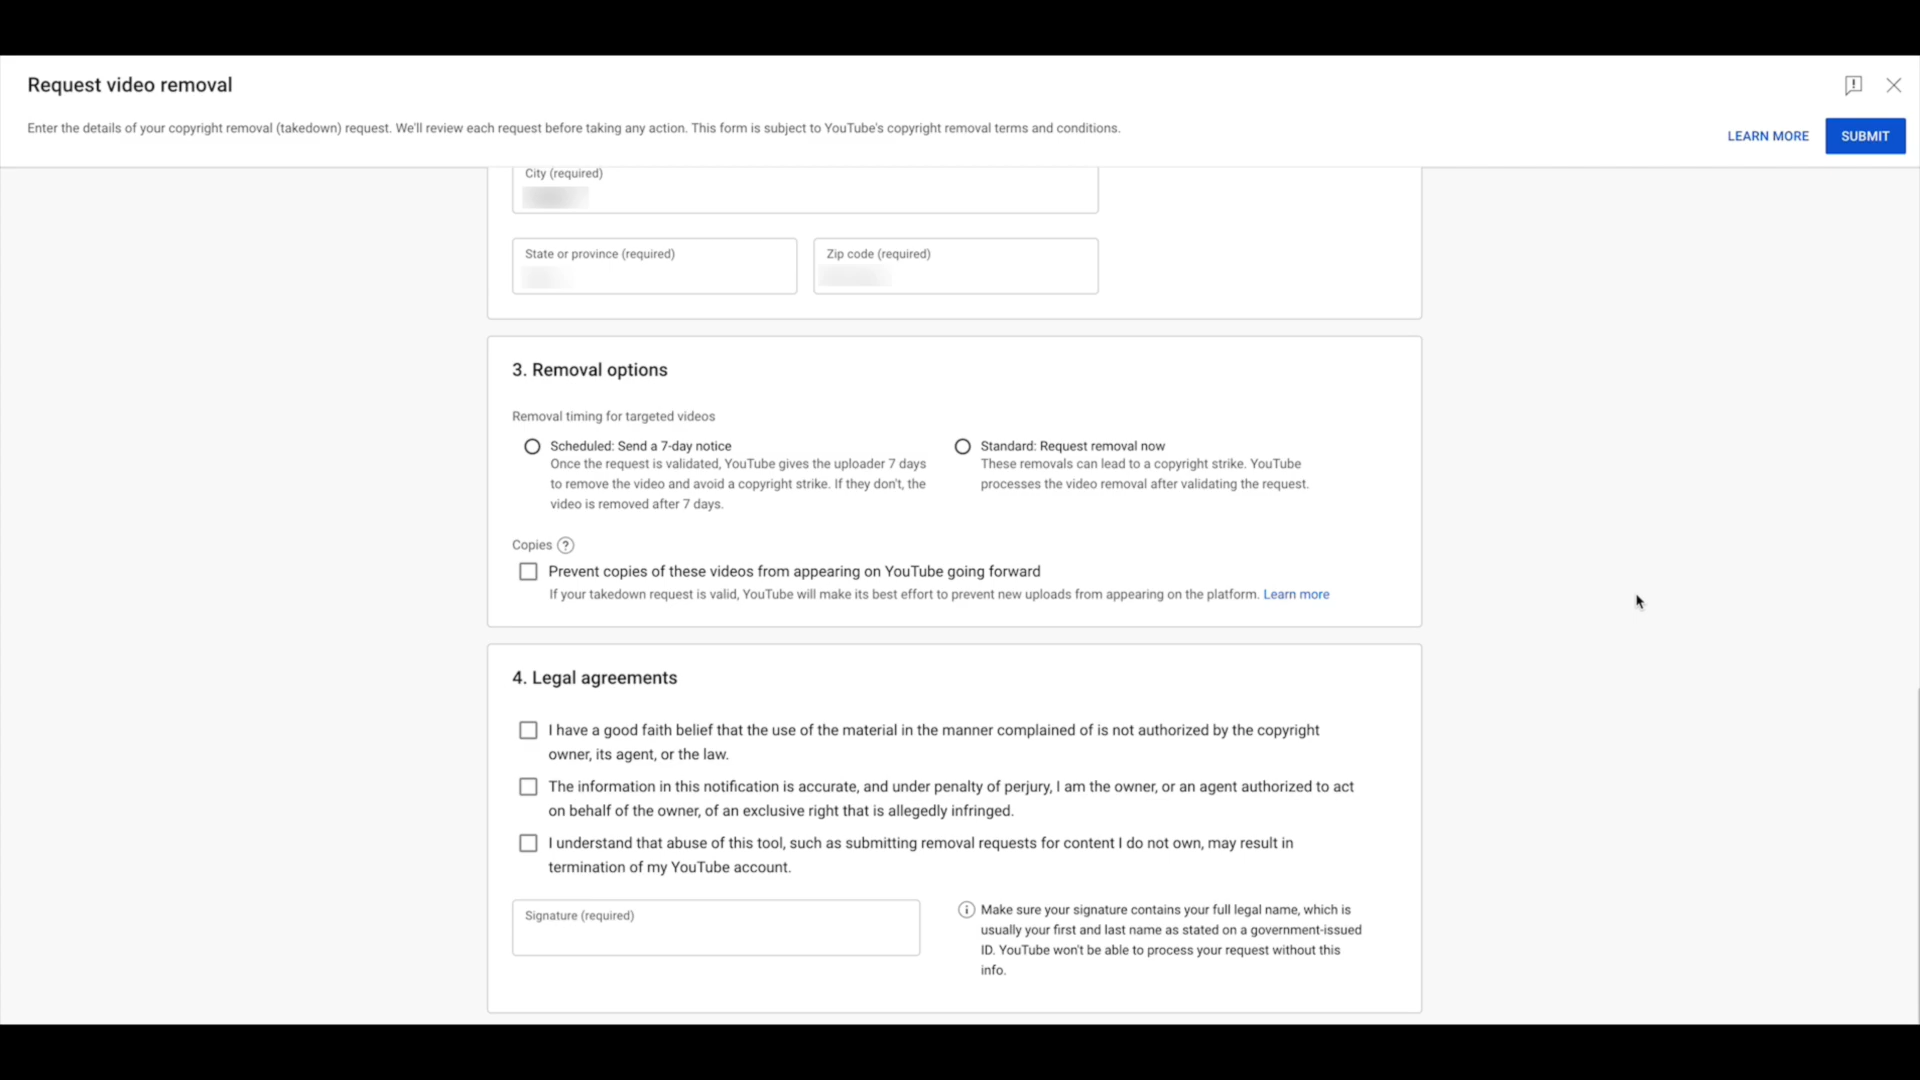 Request video removal
Enter the details of your copyright removal (takedown) request. We'll review each request before taking any action. This form is subject to YouTube's copyright removal terms and conditions.
LEARN MORE
SUBMIT
City (required)
State or province (required)
Zip code (required)
3. Removal options
Removal timing for targeted videos
Scheduled: Send a 7-day notice
Once the request is validated, YouTube gives the uploader 7 days
to remove the video and avoid a copyright strike. If they don't, the
video is removed after 7 days.
Standard: Request removal now
These removals can lead to a copyright strike. YouTube
processes the video removal after validating the request.
Copies ?
Prevent copies of these videos from appearing on YouTube going forward
If your takedown request is valid, YouTube will make its best effort to prevent new uploads from appearing on the platform. Learn more
4. Legal agreements
I have a good faith belief that the use of the material in the manner complained of is not authorized by the copyright
owner, its agent, or the law.
The information in this notification is accurate, and under penalty of perjury, I am the owner, or an agent authorized to act
on behalf of the owner, of an exclusive right that is allegedly infringed.
I understand that abuse of this tool, such as submitting removal requests for content I do not own, may result in
termination of my YouTube account.
Signature (required)
Make sure your signature contains your full legal name, which is
usually your first and last name as stated on a government-issued
ID. YouTube won't be able to process your request without this
info.